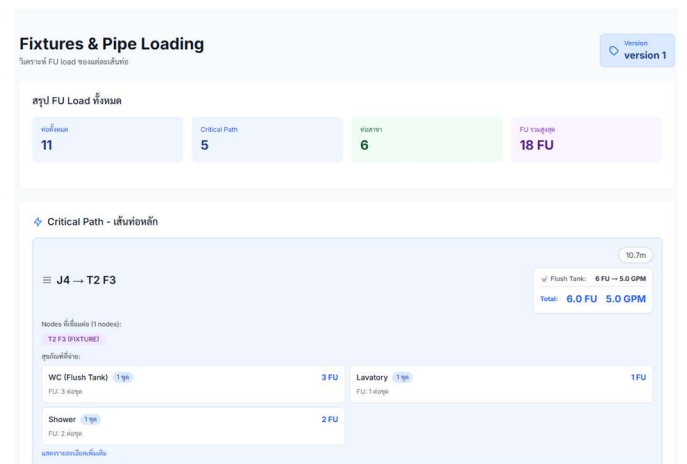 Fixtures & Pipe Loading
วิเคราะห์ FU load ของแต่ละเส้นท่อ
Version
version 1
สรุป FU Load ทั้งหมด
ท่อทั้งหมด
11
Critical Path
5
ท่อสาขา
6
FU รวมสูงสุด
18 FU
Critical Path - เส้นท่อหลัก
10.7m
J4 → T2 F3
Flush Tank: 6 FU → 5.0 GPM
Total: 6.0 FU 5.0 GPM
Nodes ที่เชื่อมต่อ (1 nodes):
T2 F3 (FIXTURE)
สุขภัณฑ์ที่จ่าย:
WC (Flush Tank) 1 ชุด 3 FU
FU: 3 ต่อชุด
Lavatory 1 ชุด 1 FU
FU: 1 ต่อชุด
Shower 1 ชุด 2 FU
FU: 2 ต่อชุด
แสดงรายละเอียดเพิ่มเติม